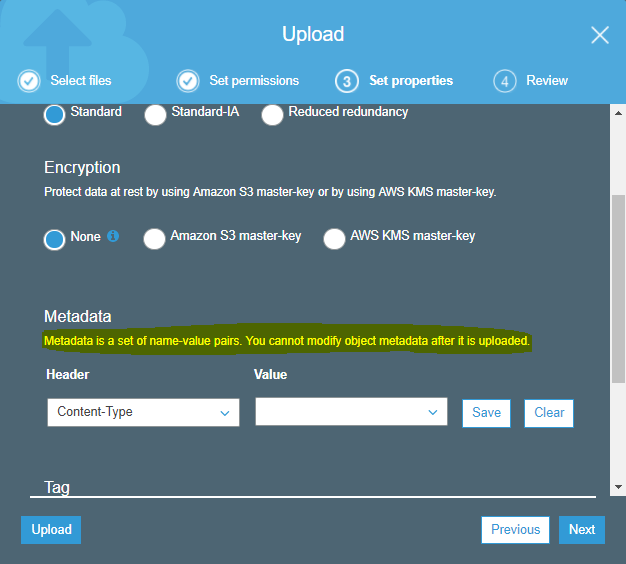 Upload
Select files
Set permissions
3 Set properties
4 Review
Standard
Standard-IA
Reduced redundancy
Encryption
Protect data at rest by using Amazon S3 master-key or by using AWS KMS master-key.
None
Amazon S3 master-key
AWS KMS master-key
Metadata
Metadata is a set of name-value pairs. You cannot modify object metadata after it is uploaded.
Header
Value
Content-Type
Save
Clear
Tag
Upload
Previous
Next